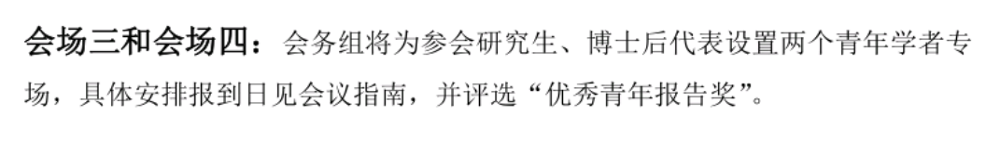 会场三和会场四：会务组将为参会研究生、博士后代表设置两个青年学者专
场，具体安排报到日见会议指南，并评选“优秀青年报告奖”。